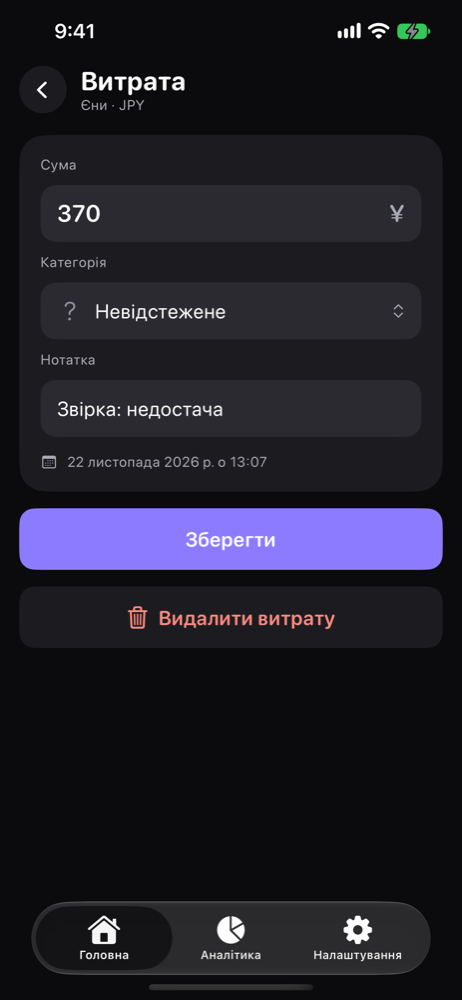 9:41
Витрата
Єни · JPY
Сума
370 ¥
Категорія
? Невідстежене
Нотатка
Звірка: недостача
22 листопада 2026 р. о 13:07
Зберегти
Видалити витрату
Головна Аналітика Налаштування